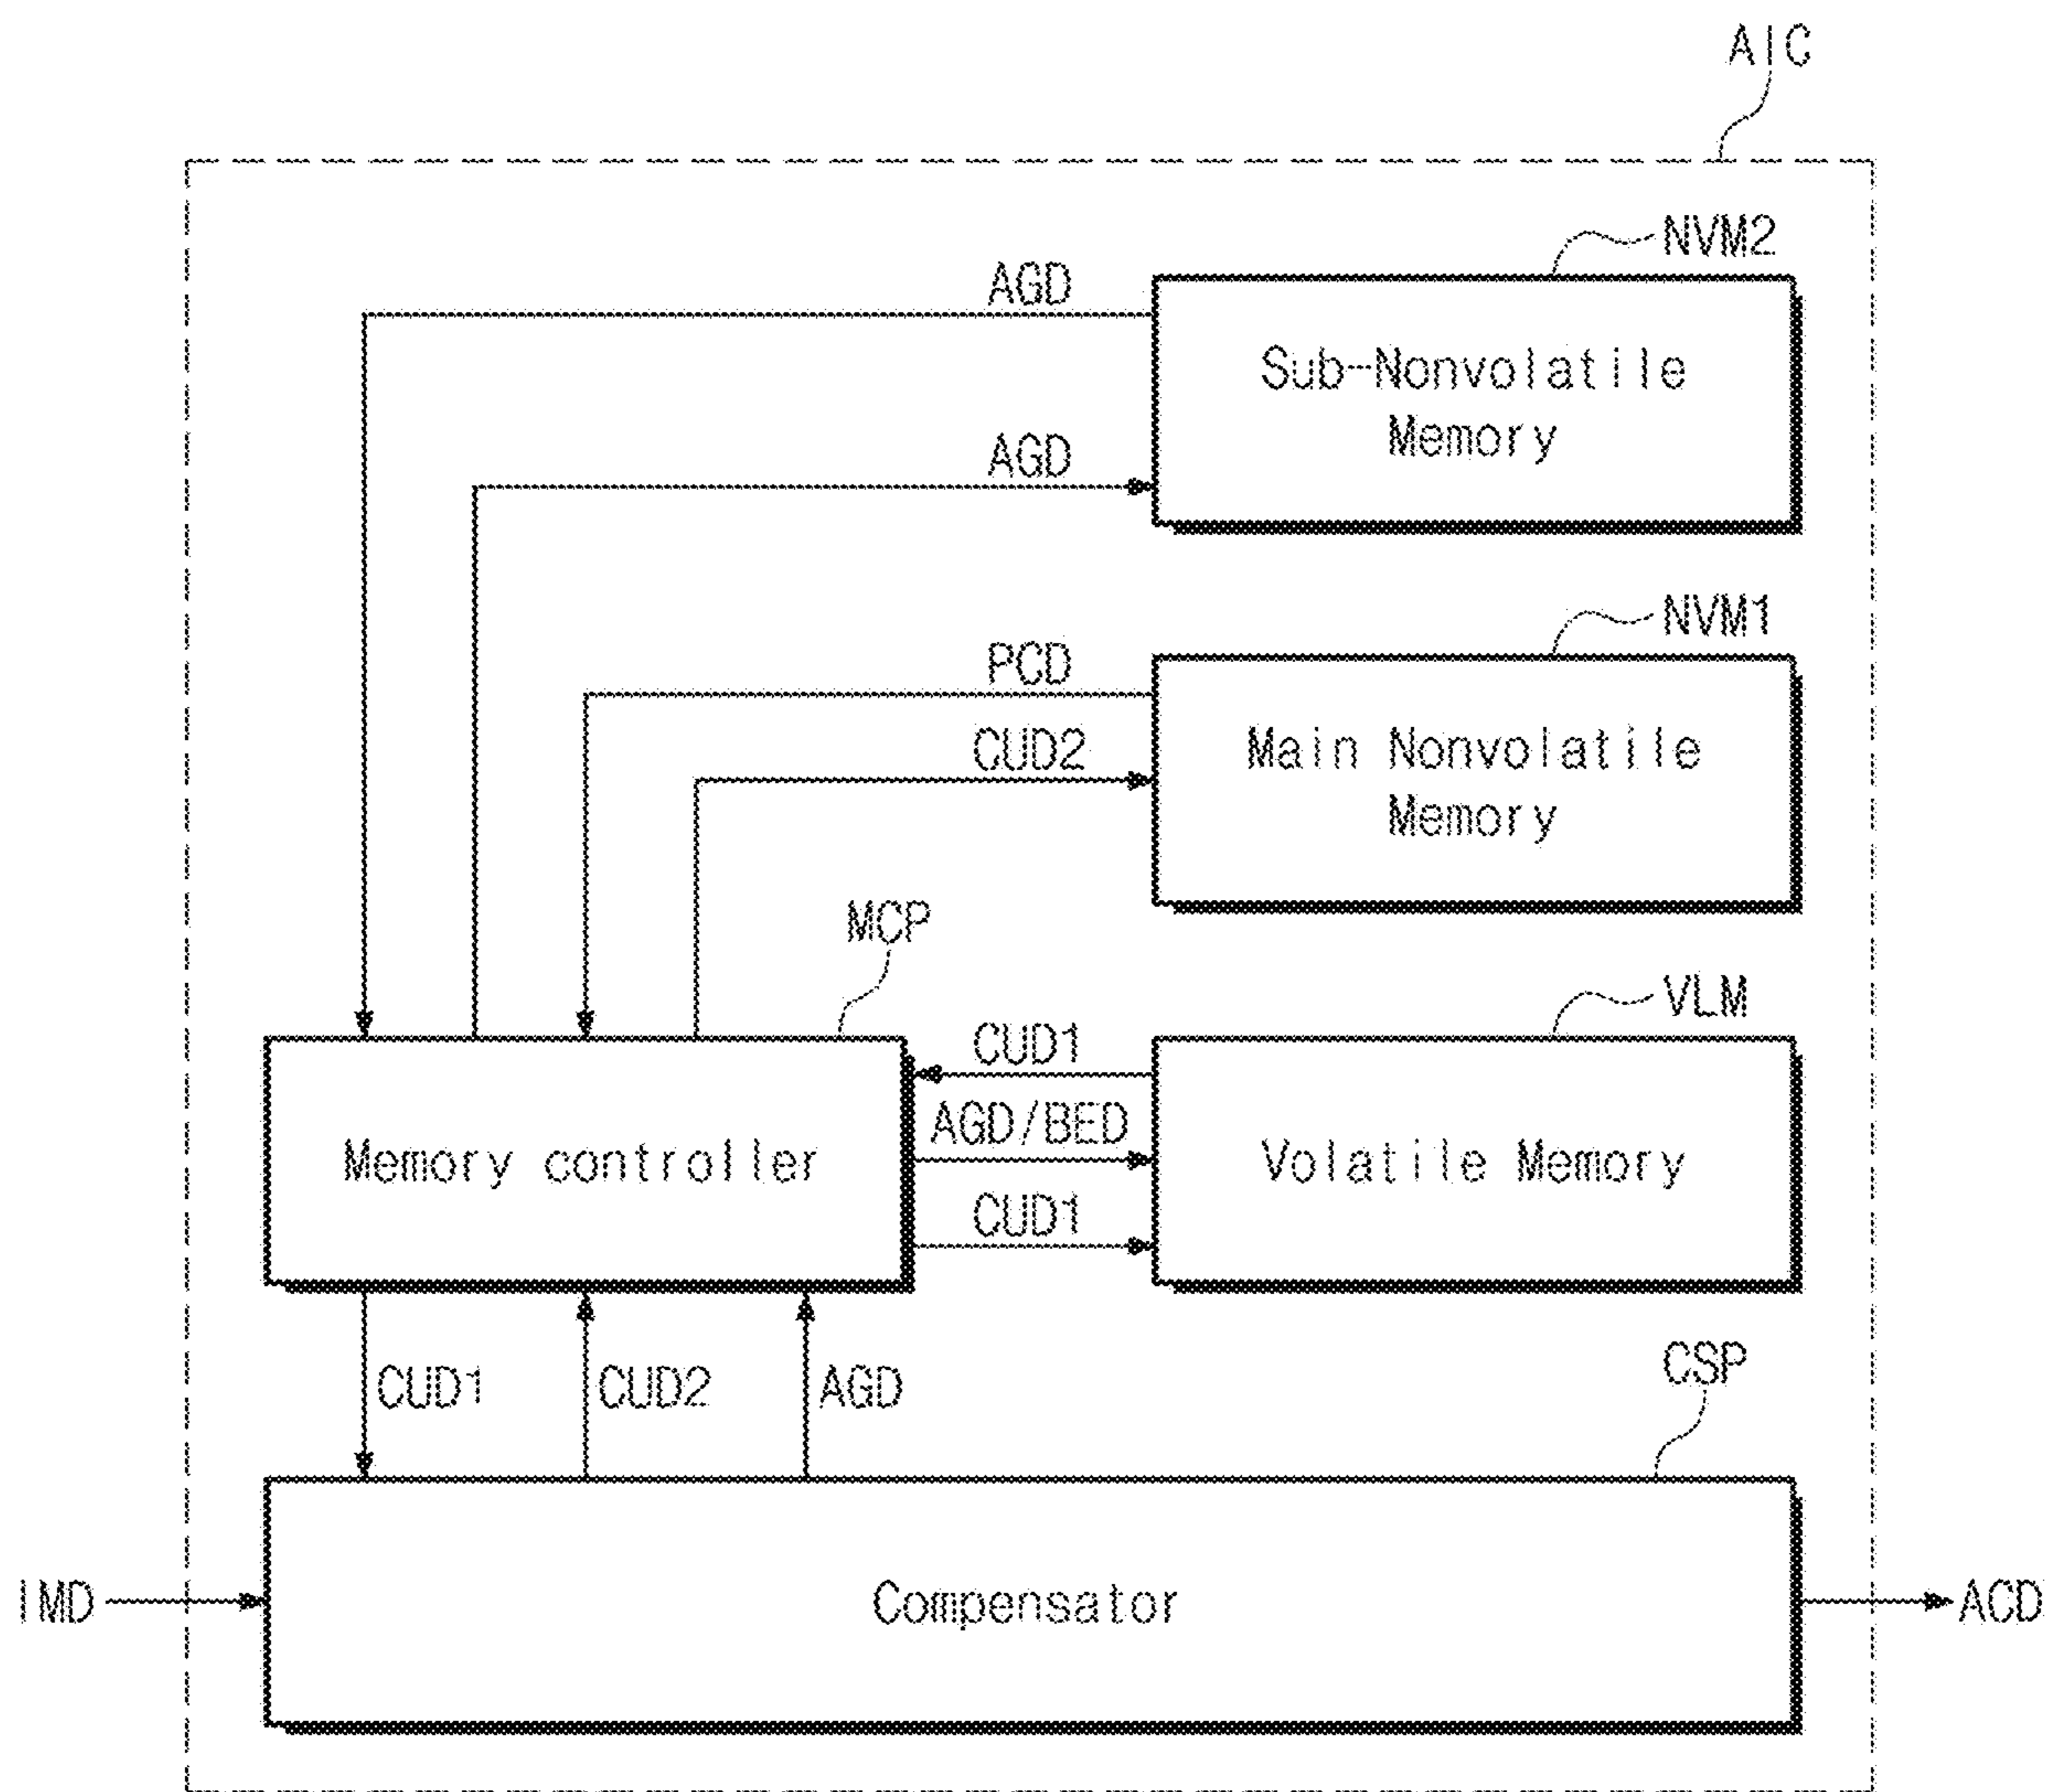 AIC
NVM2
AGD
Sub-Nonvolatile
Memory
AGD
NVM1
PCD
CUD2
Main Nonvolatile
Memory
MCP
VLM
CUD1
AGD/BED
Memory controller
Volatile Memory
CUD1
CSP
CUD1
CUD2
AGD
IMD
Compensator
ACD